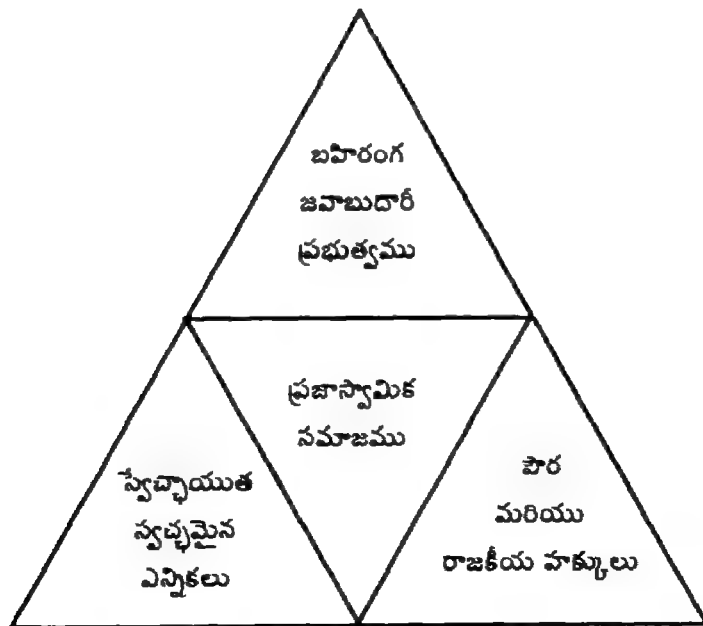 బహిరంగ
జవాబుదారీ
ప్రభుత్వము
ప్రజాస్వామిక
సమాజము
స్వేచ్ఛాయుత
స్వచ్ఛమైన
ఎన్నికలు
పౌర
మరియు
రాజకీయ హక్కులు